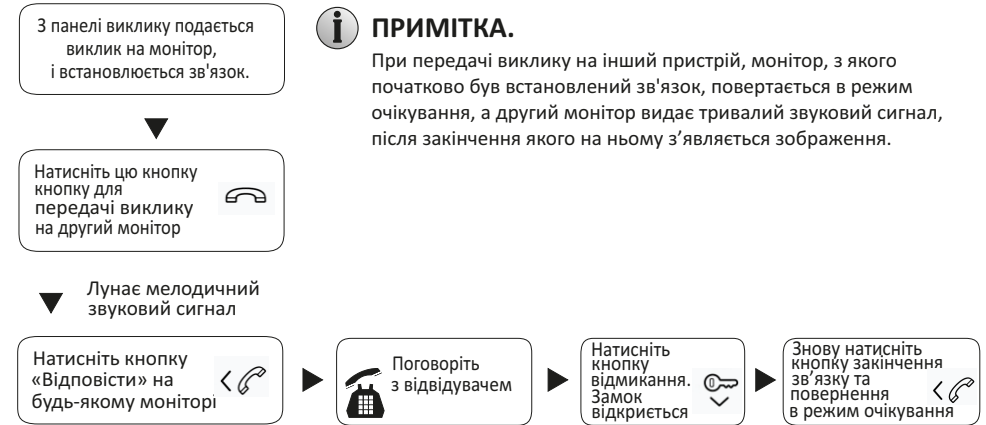 З панелі виклику подається
виклик на монітор,
і встановлюється зв'язок.
ПРИМІТКА.
При передачі виклику на інший пристрій, монітор, з якого
початково був встановлений зв'язок, повертається в режим
очікування, а другий монітор видає тривалий звуковий сигнал,
після закінчення якого на ньому з’являється зображення.
Натисніть цю кнопку
кнопку для
передачі виклику
на другий монітор
Лунає мелодичний
звуковий сигнал
Натисніть кнопку
«Відповісти» на
будь-якому моніторі
Поговоріть
з відвідувачем
Натисніть
кнопку
відмикання.
Замок
відкриється
Знову натисніть
кнопку закінчення
зв’язку та
повернення
в режим очікування